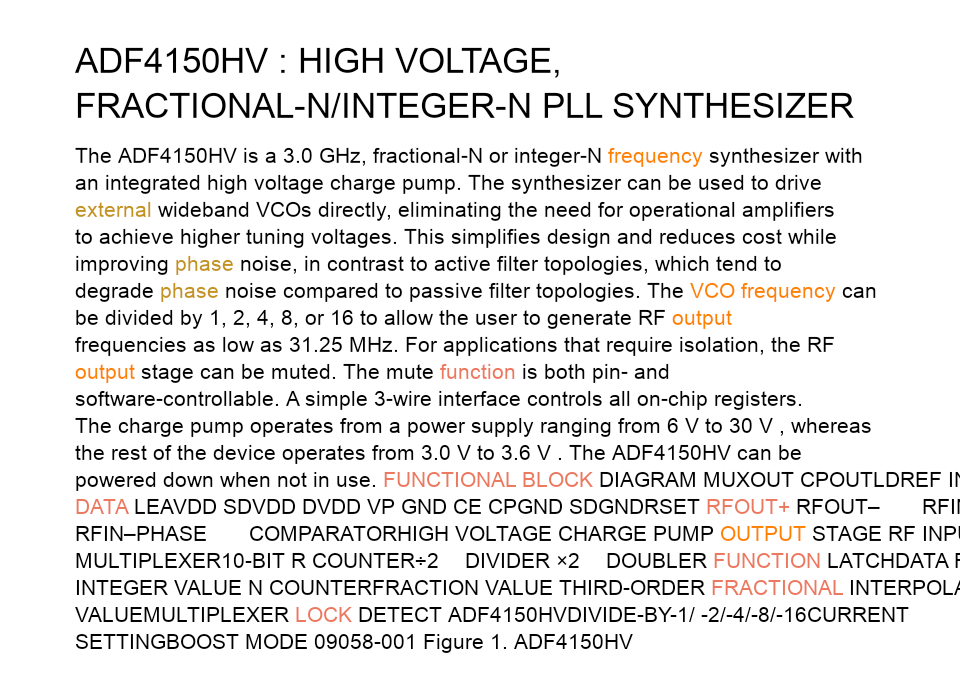 ADF4150HV : HIGH VOLTAGE,
FRACTIONAL-N/INTEGER-N PLL SYNTHESIZER
The ADF4150HV is a 3.0 GHz, fractional-N or integer-N frequency synthesizer with
an integrated high voltage charge pump. The synthesizer can be used to drive
external wideband VCOs directly, eliminating the need for operational amplifiers
to achieve higher tuning voltages. This simplifies design and reduces cost while
improving phase noise, in contrast to active filter topologies, which tend to
degrade phase noise compared to passive filter topologies. The VCO frequency can
be divided by 1, 2, 4, 8, or 16 to allow the user to generate RF output
frequencies as low as 31.25 MHz. For applications that require isolation, the RF
output stage can be muted. The mute function is both pin- and
software-controllable. A simple 3-wire interface controls all on-chip registers.
The charge pump operates from a power supply ranging from 6 V to 30 V , whereas
the rest of the device operates from 3.0 V to 3.6 V . The ADF4150HV can be
powered down when not in use. FUNCTIONAL BLOCK DIAGRAM MUXOUT CPOUTLDREF
DATA LEAVDD SDVDD DVDD VP GND CE CPGND SDGNDRSET RFOUT+ RFOUT–
RFIN–PHASE COMPARATORHIGH VOLTAGE CHARGE PUMP OUTPUT STAGE RF
MULTIPLEXER10-BIT R COUNTER÷2 DIVIDER ×2 DOUBLER FUNCTION LATCHDATA
INTEGER VALUE N COUNTERFRACTION VALUE THIRD-ORDER FRACTIONAL
VALUEMULTIPLEXER LOCK DETECT ADF4150HVDIVIDE-BY-1/ -2/-4/-8/-16CURRENT
SETTINGBOOST MODE 09058-001 Figure 1. ADF4150HV